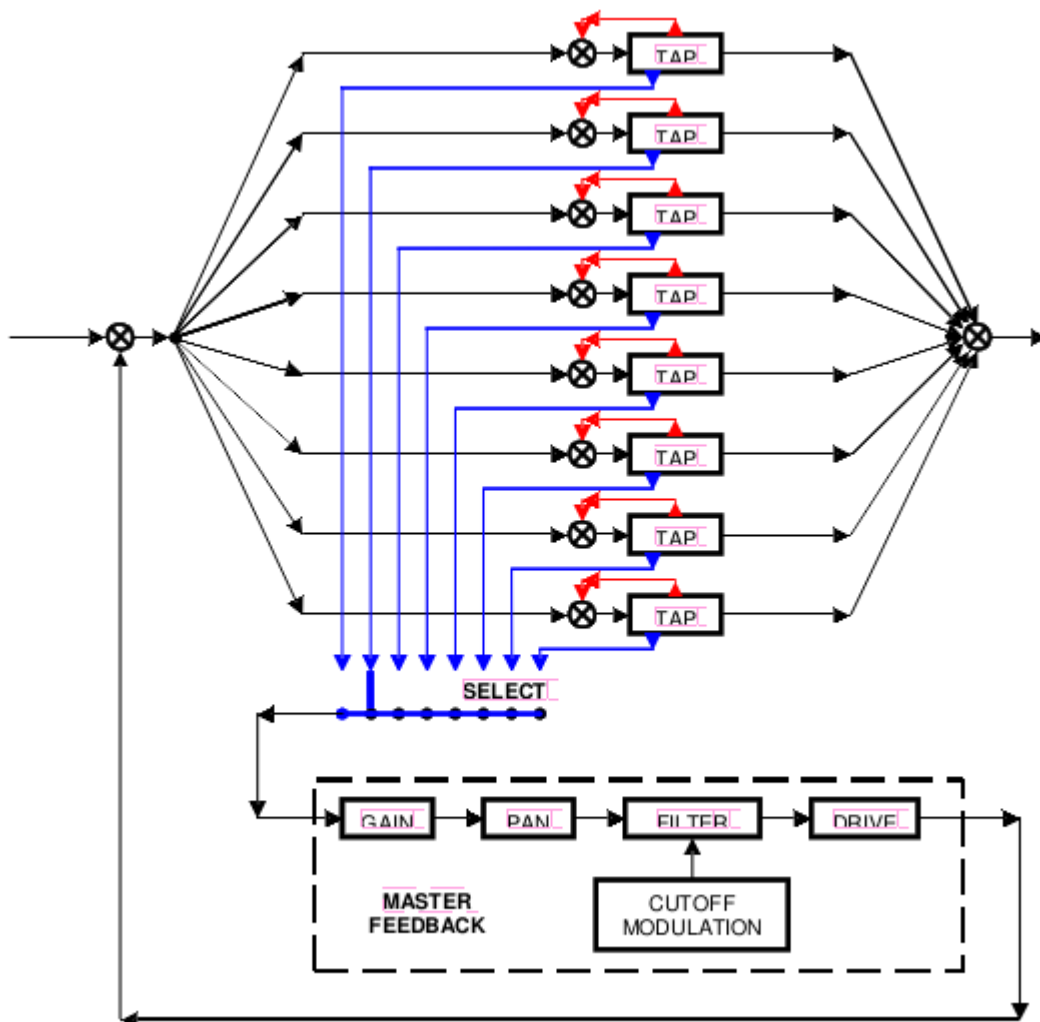 TAP
TAP
TAP
TAP
TAP
TAP
TAP
TAP
SELECT
GAIN
PAN
FILTER
DRIVE
MASTER
FEEDBACK
CUTOFF
MODULATION